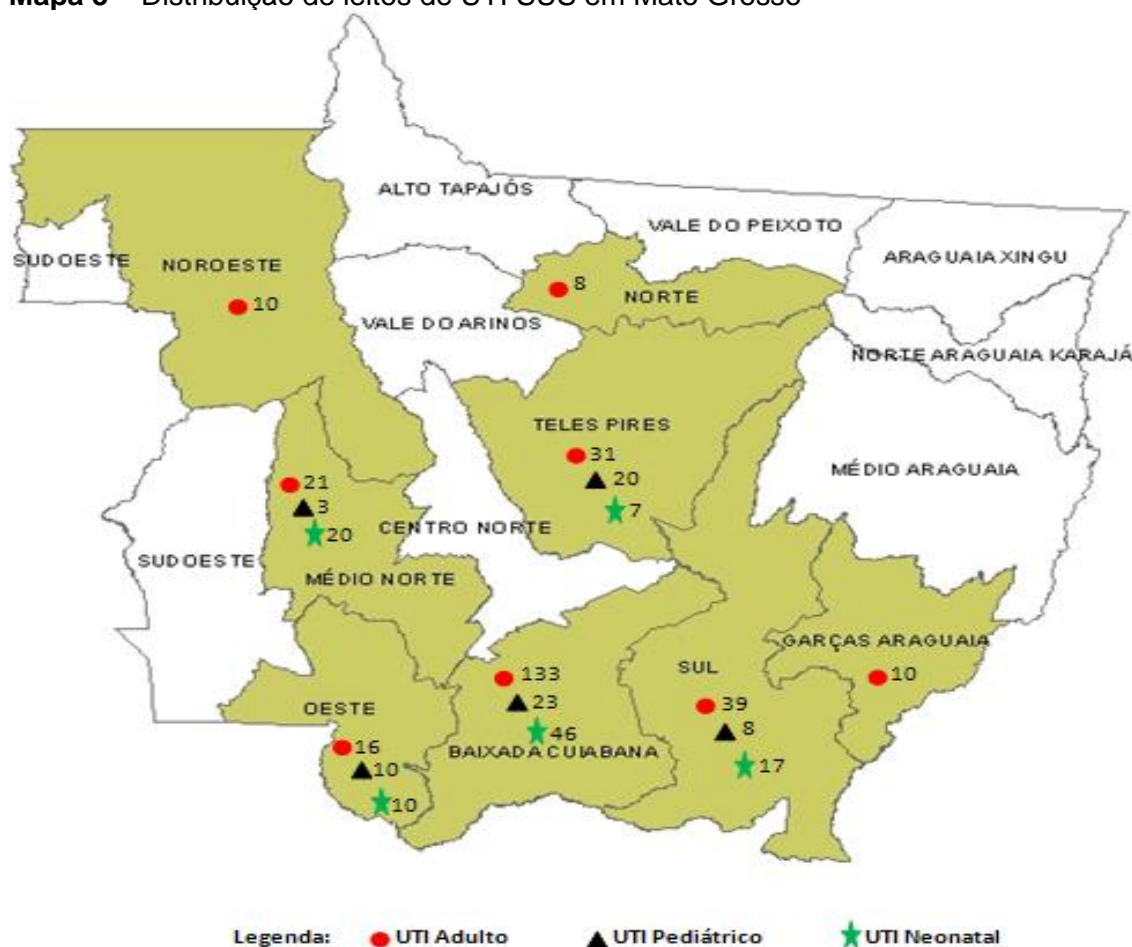 Mapa 3 – Distribuição de leitos de UTI SUS em Mato Grosso
ALTO TAPAJÓS
VALE DO PEIXOTO
SUDOESTE
NOROESTE
ARAGUAIA XINGU
10
8
NORTE
VALE DO ARINOS
NORTE ARAGUAIA KARAJÁ
TELES PIRES
31
20
7
MÉDIO ARAGUAIA
21
3
20
CENTRO NORTE
SUDOESTE
MÉDIO NORTE
GARÇAS ARAGUAIA
10
SUL
39
8
17
133
23
46
BAIXADA CUIABANA
OESTE
16
10
10
Legenda: UTI Adulto UTI Pediátrico UTI Neonatal